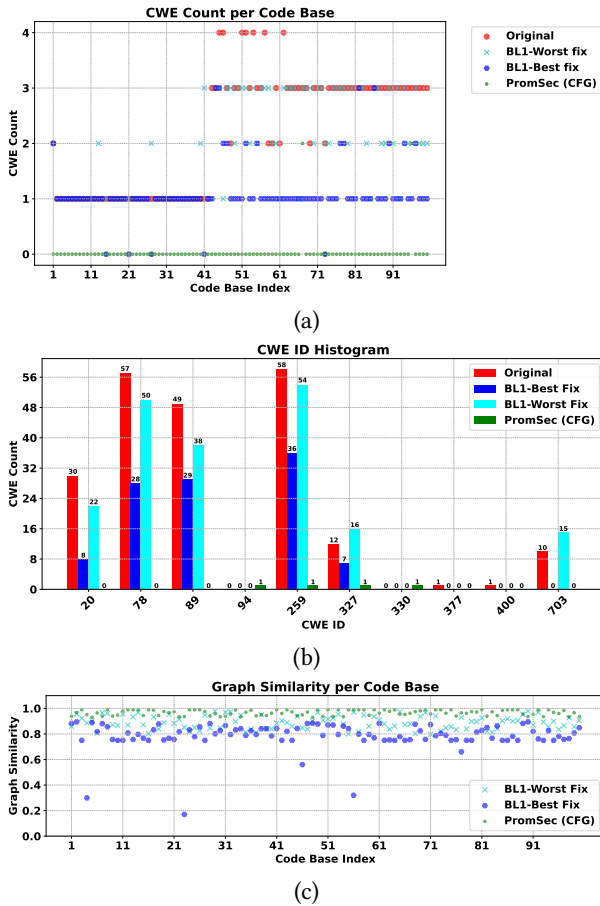 CWE Count per Code Base
4
3
2
1
0
CWE Count
1 11 21 31 41 51 61 71 81 91
Code Base Index
Original
BL1-Worst fix
BL1-Best fix
PromSec (CFG)
(a)
CWE ID Histogram
56
48
40
32
24
16
8
0
CWE Count
30 8 22 0
57 28 50 0
49 29 38 0
0 0 0 1
58 36 54 1
12 7 16 1
0 0 0 1
1 0 0 0
1 0 0 0
10 0 15 0
20 78 89 94 259 327 330 377 400 703
CWE ID
Original
BL1-Best Fix
BL1-Worst Fix
PromSec (CFG)
(b)
Graph Similarity per Code Base
1.0
0.8
0.6
0.4
0.2
0.0
Graph Similarity
1 11 21 31 41 51 61 71 81 91
Code Base Index
BL1-Worst Fix
BL1-Best Fix
PromSec (CFG)
(c)